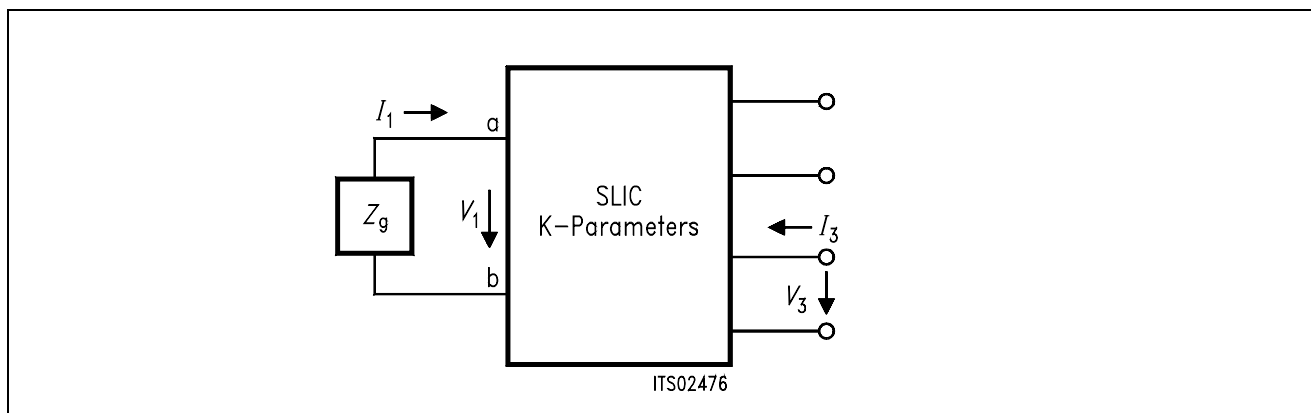 I1
a
Zg
V1
SLIC
K–Parameters
b
I3
V3
ITS02476